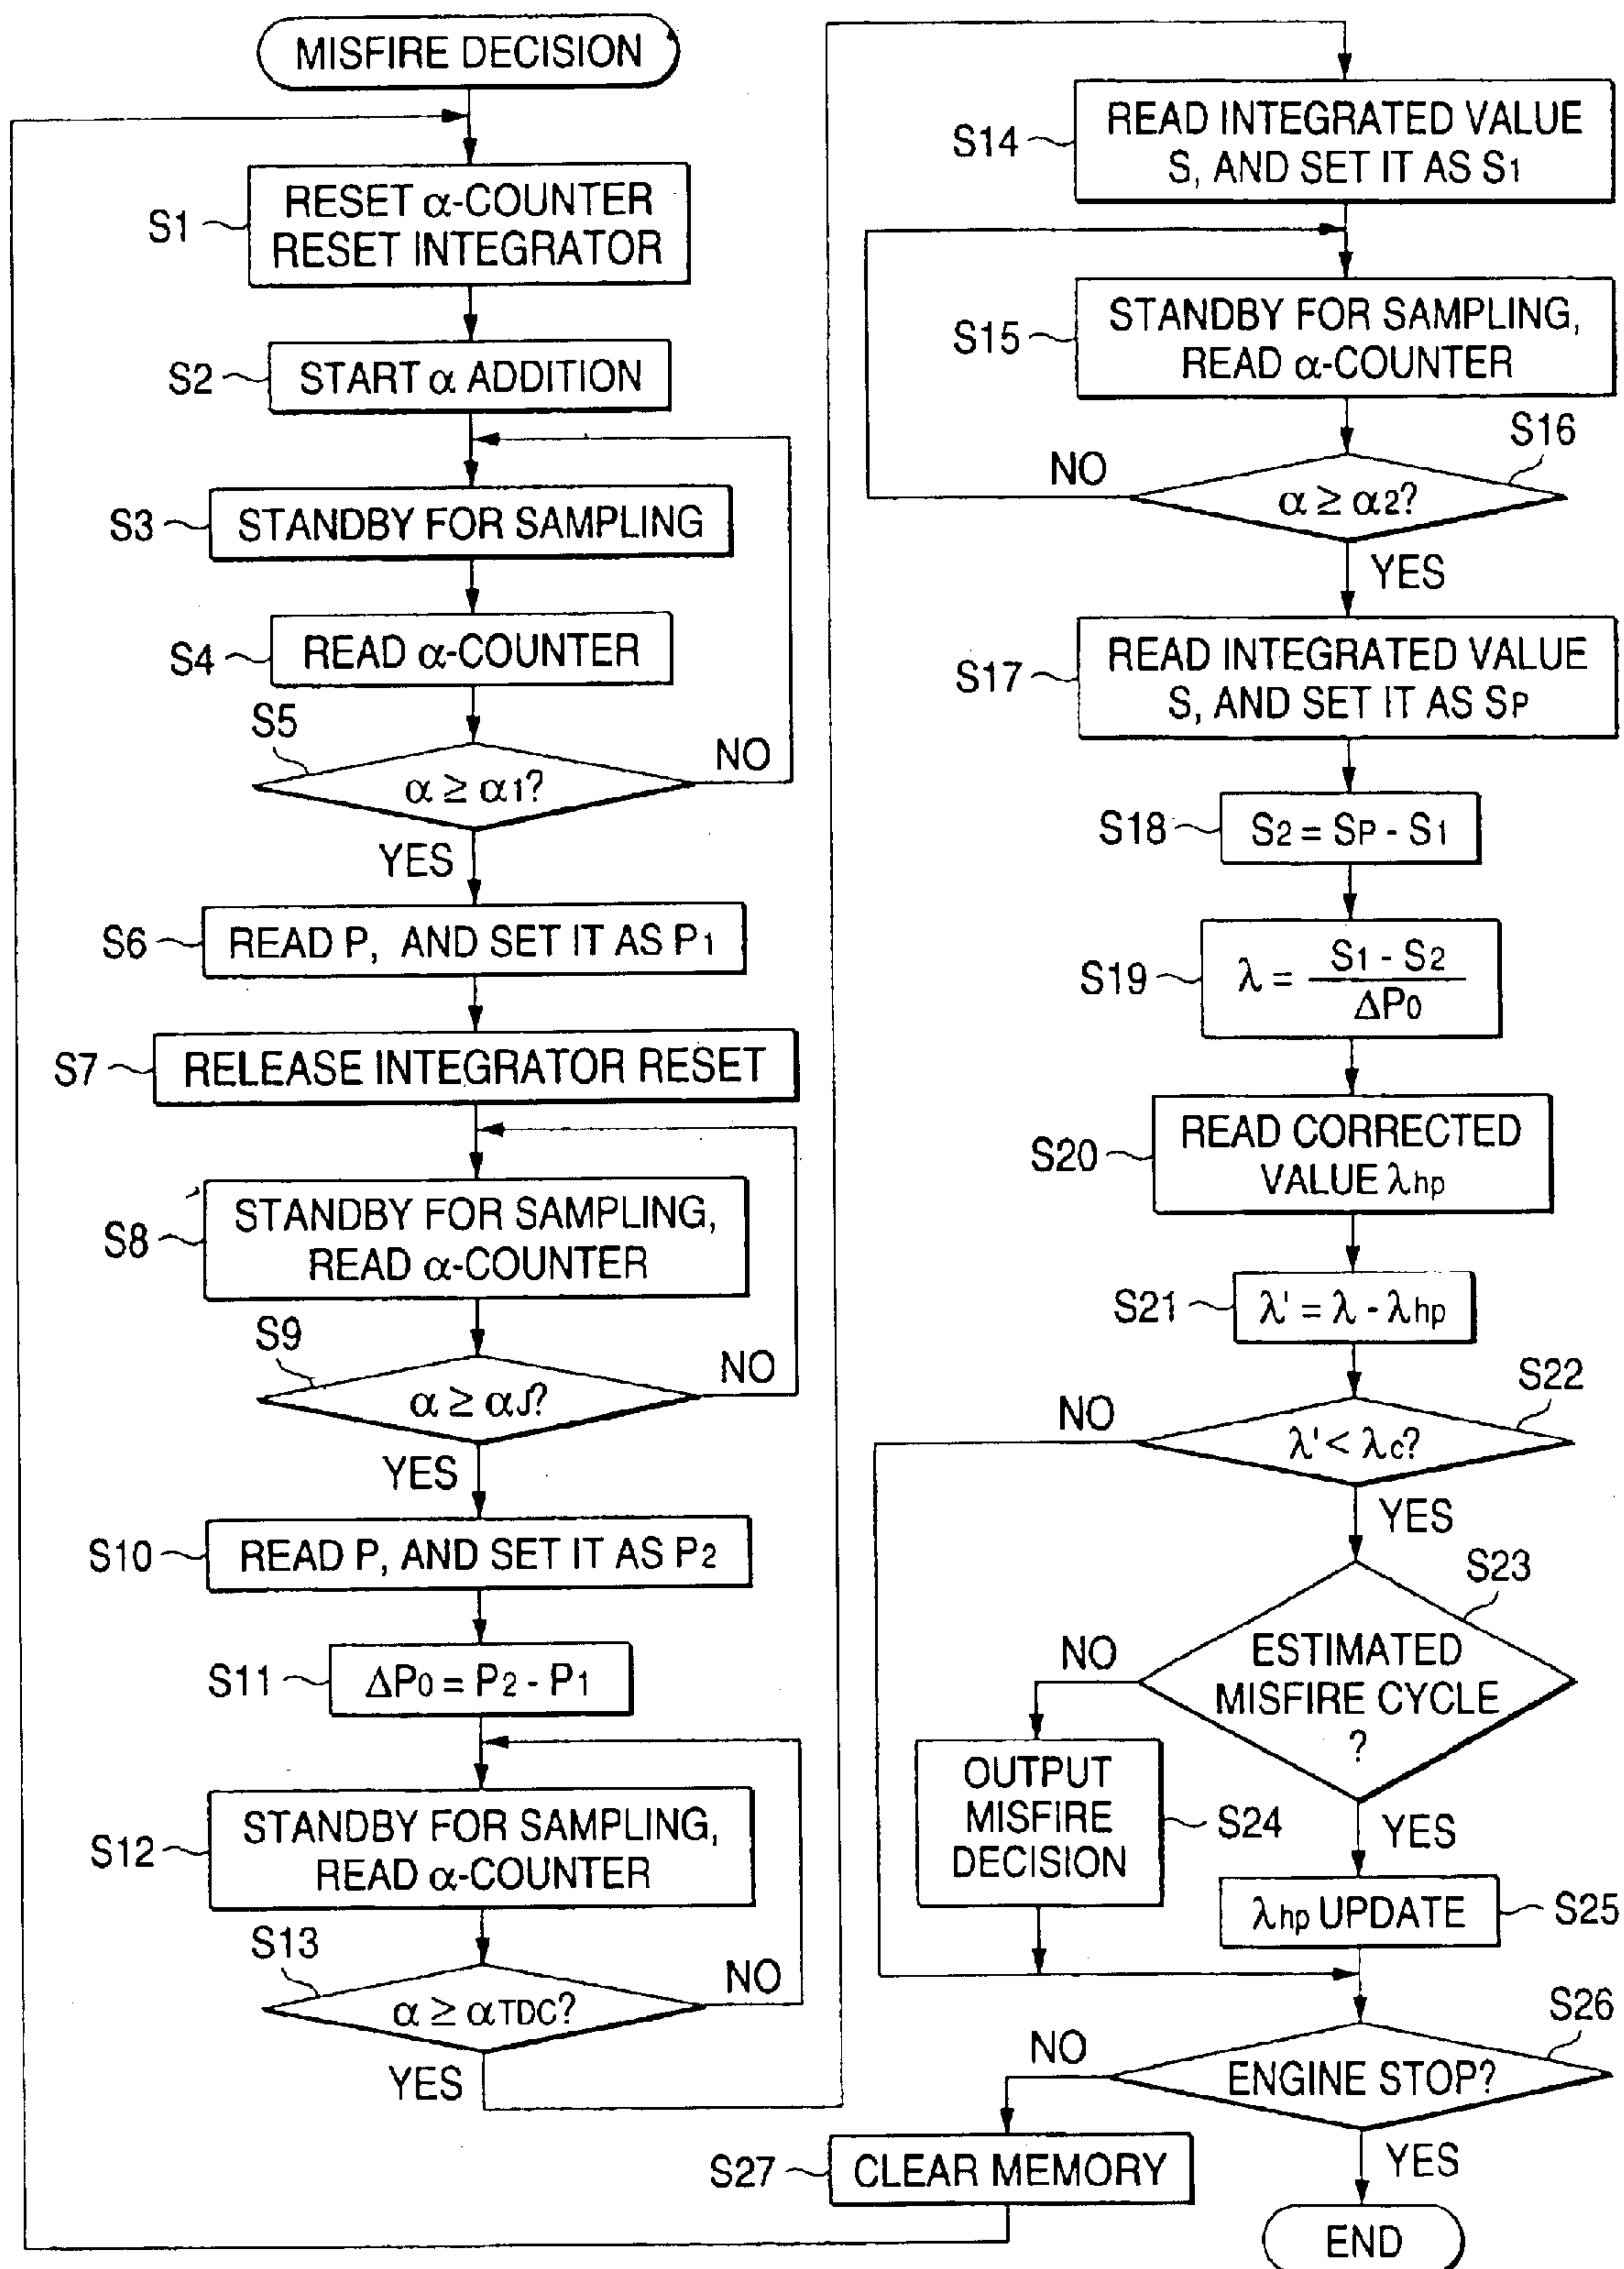 MISFIRE DECISION
S1
RESET α-COUNTER
RESET INTEGRATOR
S2
START α ADDITION
S3
STANDBY FOR SAMPLING
S4
READ α-COUNTER
S5
α ≥ α1?
NO
YES
S6
READ P, AND SET IT AS P1
S7
RELEASE INTEGRATOR RESET
S8
STANDBY FOR SAMPLING,
READ α-COUNTER
S9
α ≥ αJ?
NO
YES
S10
READ P, AND SET IT AS P2
S11
ΔP0 = P2 - P1
S12
STANDBY FOR SAMPLING,
READ α-COUNTER
S13
α ≥ αTDC?
NO
YES
S14
READ INTEGRATED VALUE
S, AND SET IT AS S1
S15
STANDBY FOR SAMPLING,
READ α-COUNTER
S16
α ≥ α2?
NO
YES
S17
READ INTEGRATED VALUE
S, AND SET IT AS SP
S18
S2 = SP - S1
S19
λ = S1 - S2
ΔP0
S20
READ CORRECTED
VALUE λhp
S21
λ' = λ - λhp
S22
λ' < λc?
NO
YES
S23
ESTIMATED
MISFIRE CYCLE
?
NO
YES
OUTPUT
MISFIRE
DECISION
S24
λhp UPDATE
S25
S26
ENGINE STOP?
NO
YES
S27
CLEAR MEMORY
END